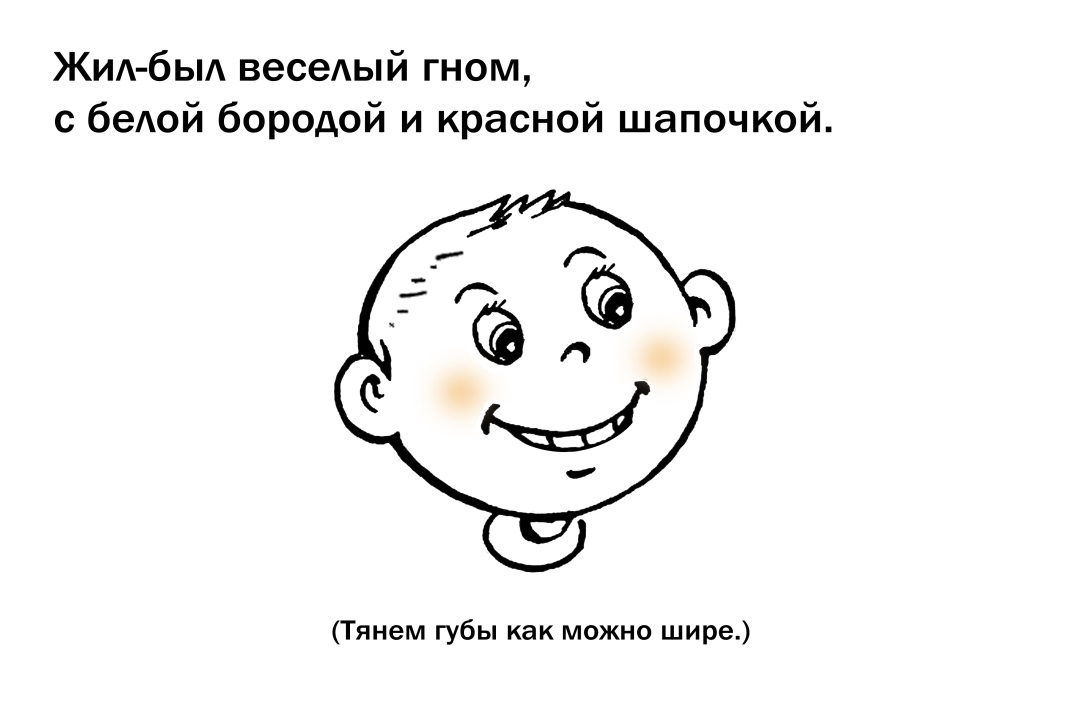 Жил-был веселый гном,
с белой бородой и красной шапочкой.
(Тянем губы как можно шире.)